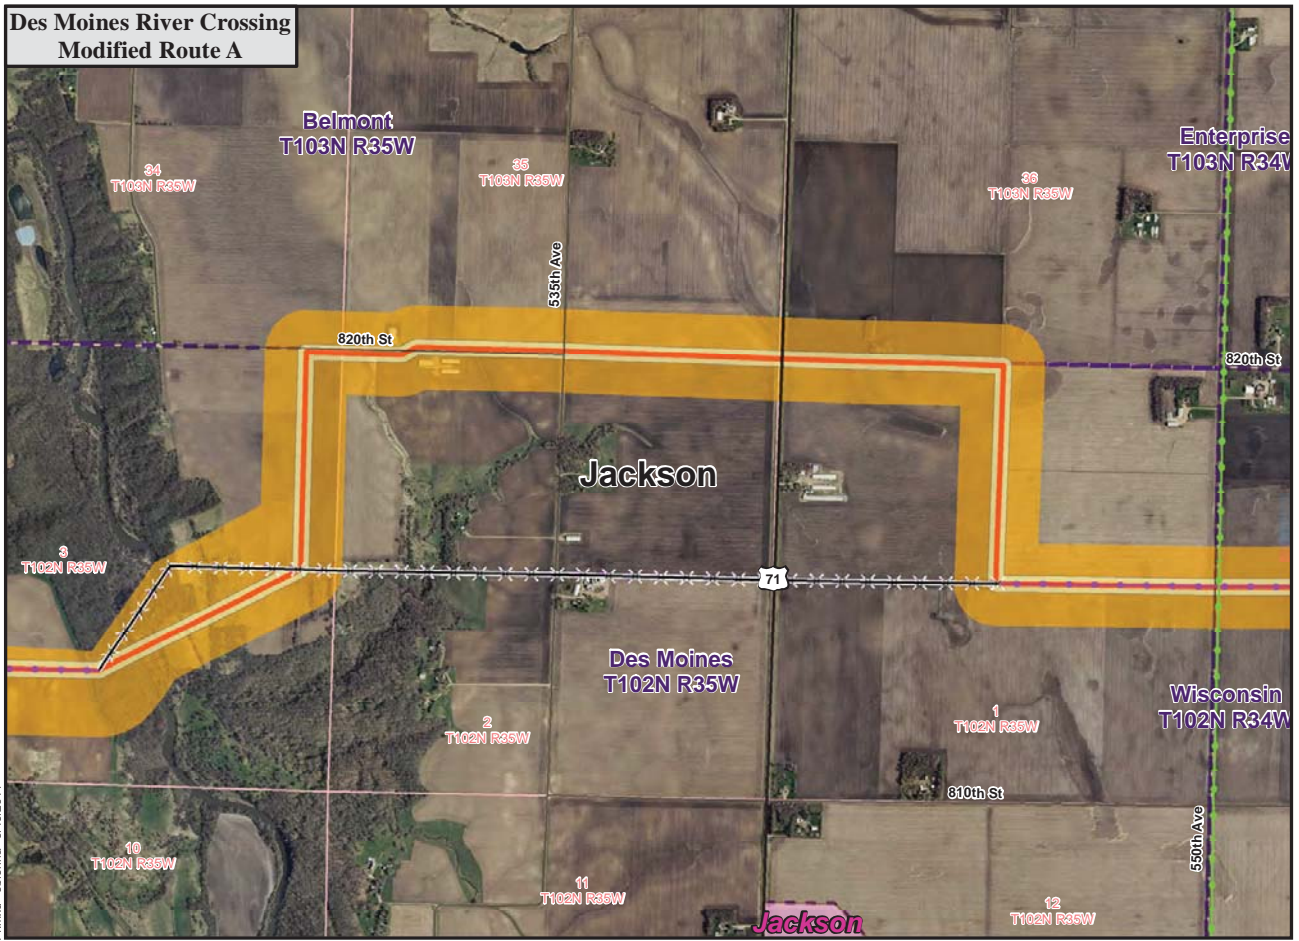 Des Moines River Crossing
Modified Route A
Belmont
T103N R35W
Enterprise
T103N R34W
34
T103N R35W
35
T103N R35W
36
T103N R35W
535th Ave
820th St
820th St
Jackson
3
T102N R35W
71
Des Moines
T102N R35W
Wisconsin
T102N R34W
2
T102N R35W
1
T102N R35W
810th St
550th Ave
10
T102N R35W
11
T102N R35W
12
T102N R35W
Jackson